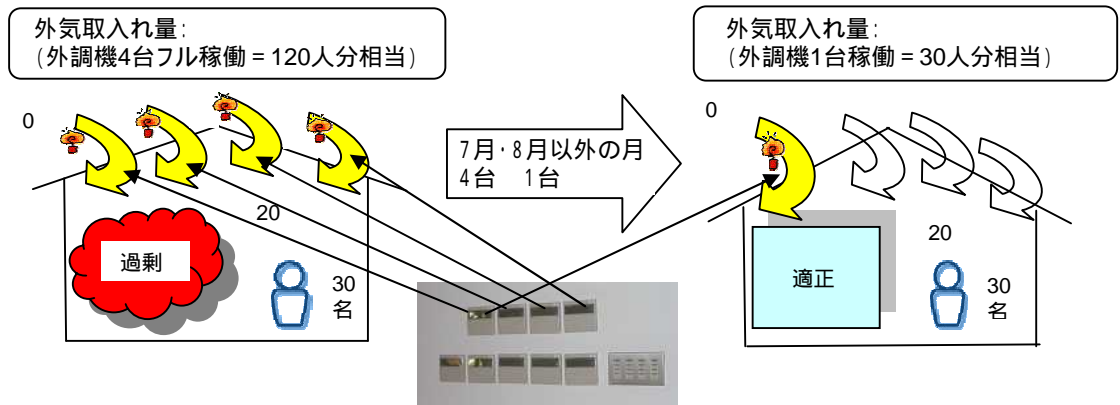 外気取入れ量:
(外調機4台フル稼働＝120人分相当)
0
20
過剰
30
名
7月・8月以外の月
4台　1台
外気取入れ量:
(外調機1台稼働＝30人分相当)
0
20
適正
30
名